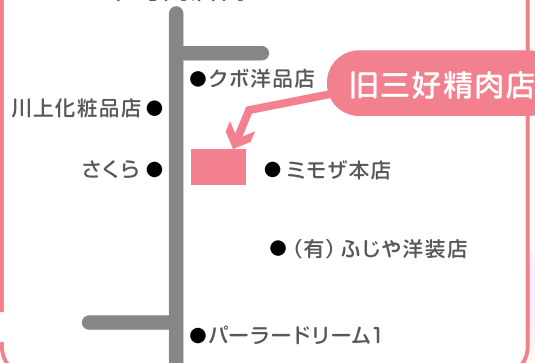 クボ洋品店
旧三好精肉店
川上化粧品店
さくら
ミモザ本店
(有)ふじや洋装店
パーラードリーム1